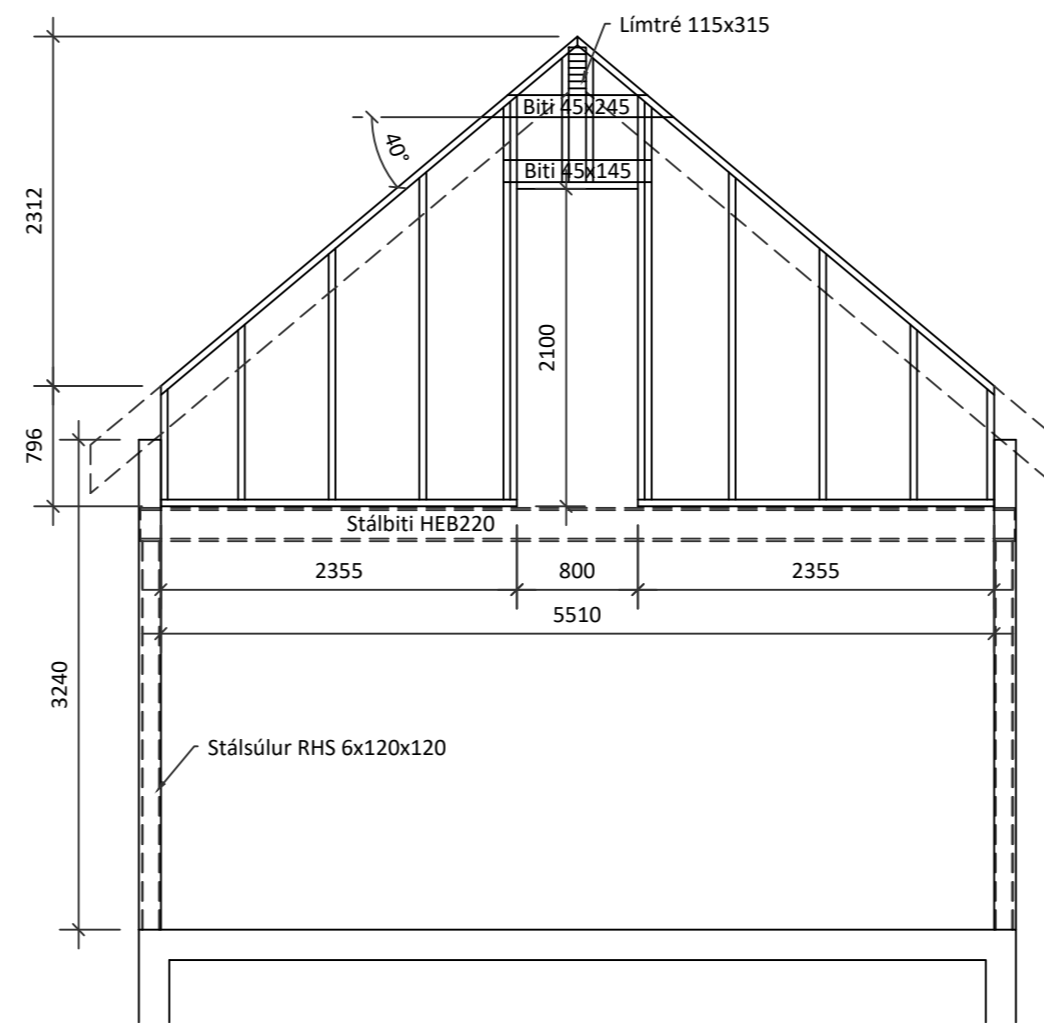 Límtré 115x315
Biti 45x245
40°
Biti 45x145
2312
2100
796
Stálbiti HEB220
2355
800
2355
5510
3240
Stálsúlur RHS 6x120x120